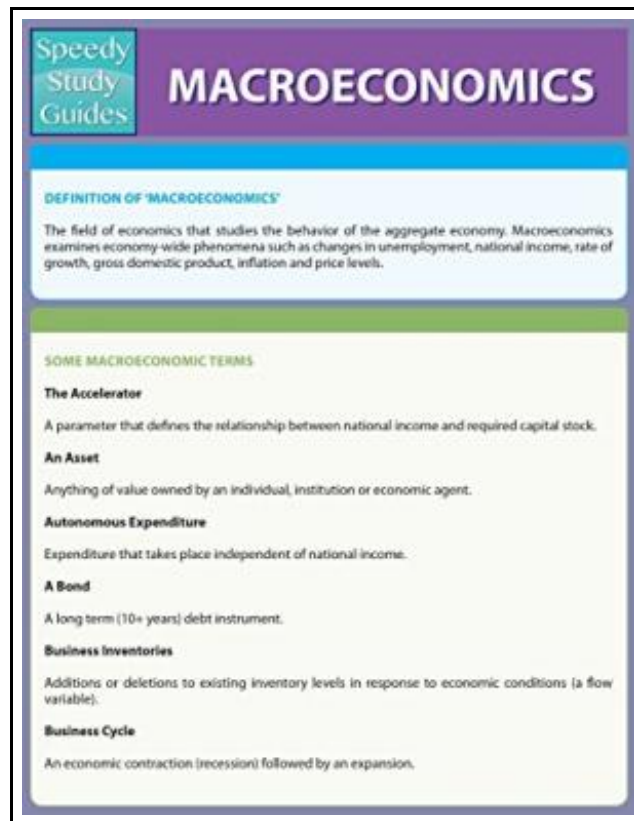 Speedy
Study
Guides
MACROECONOMICS
DEFINITION OF 'MACROECONOMICS'
The field of economics that studies the behavior of the aggregate economy. Macroeconomics
examines economy-wide phenomena such as changes in unemployment, national income, rate of
growth, gross domestic product, inflation and price levels.
SOME MACROECONOMIC TERMS
The Accelerator
A parameter that defines the relationship between national income and required capital stock.
An Asset
Anything of value owned by an individual, institution or economic agent.
Autonomous Expenditure
Expenditure that takes place independent of national income.
A Bond
A long term (10+ years) debt instrument.
Business Inventories
Additions or deletions to existing inventory levels in response to economic conditions (a flow
variable).
Business Cycle
An economic contraction (recession) followed by an expansion.